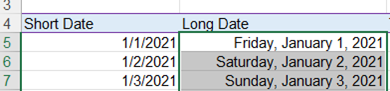 3
4 Short Date Long Date
5 1/1/2021 Friday, January 1, 2021
6 1/2/2021 Saturday, January 2, 2021
7 1/3/2021 Sunday, January 3, 2021